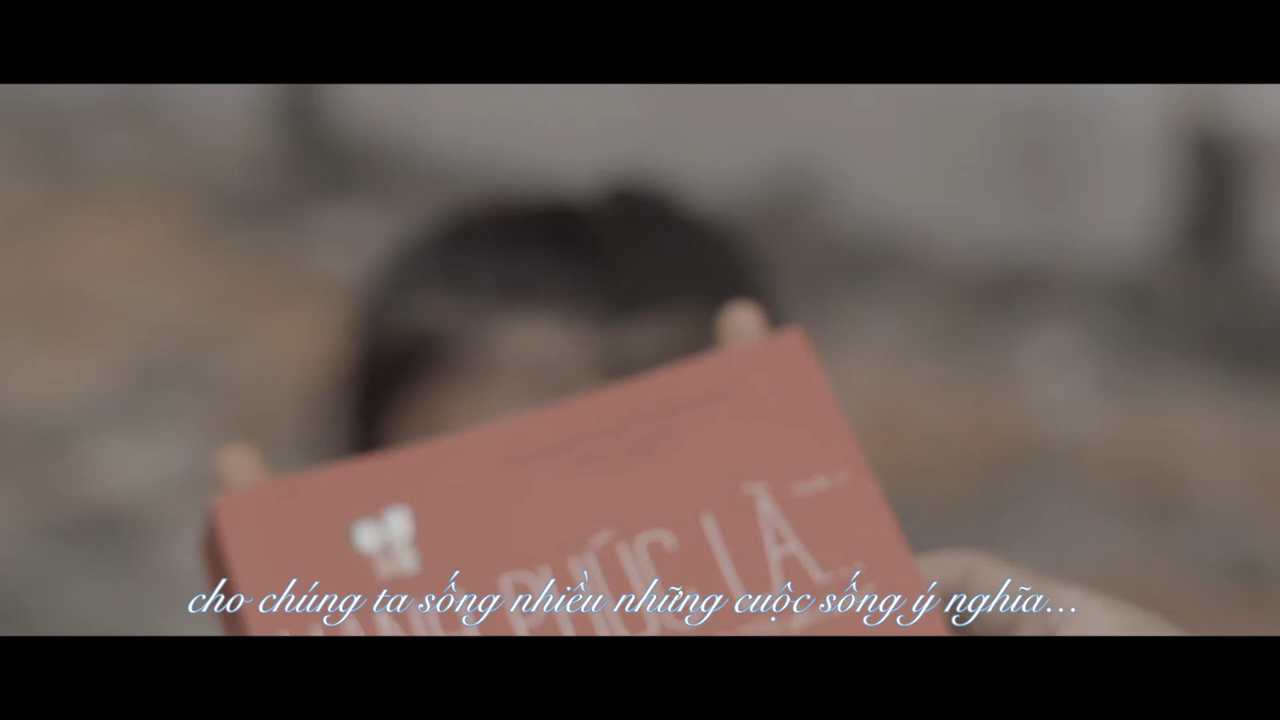 PHÚC LÀ...
cho chúng ta sống nhiều những cuộc sống ý nghĩa...